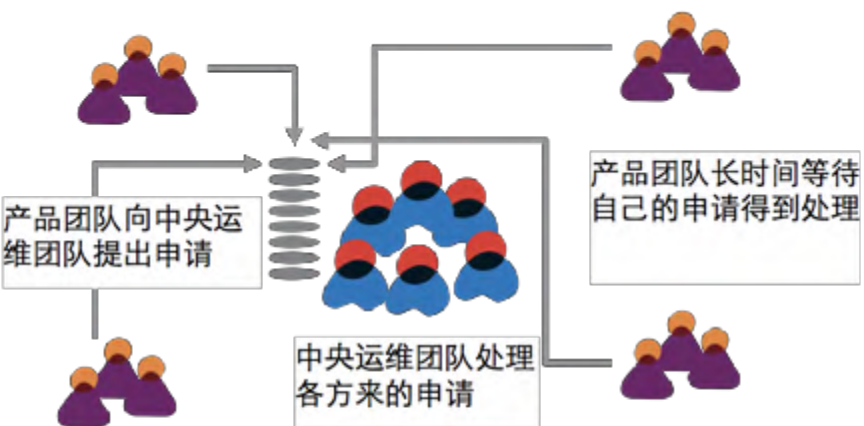 产品团队向中央运
维团队提出申请
产品团队长时间等待
自己的申请得到处理
中央运维团队处理
各方来的申请